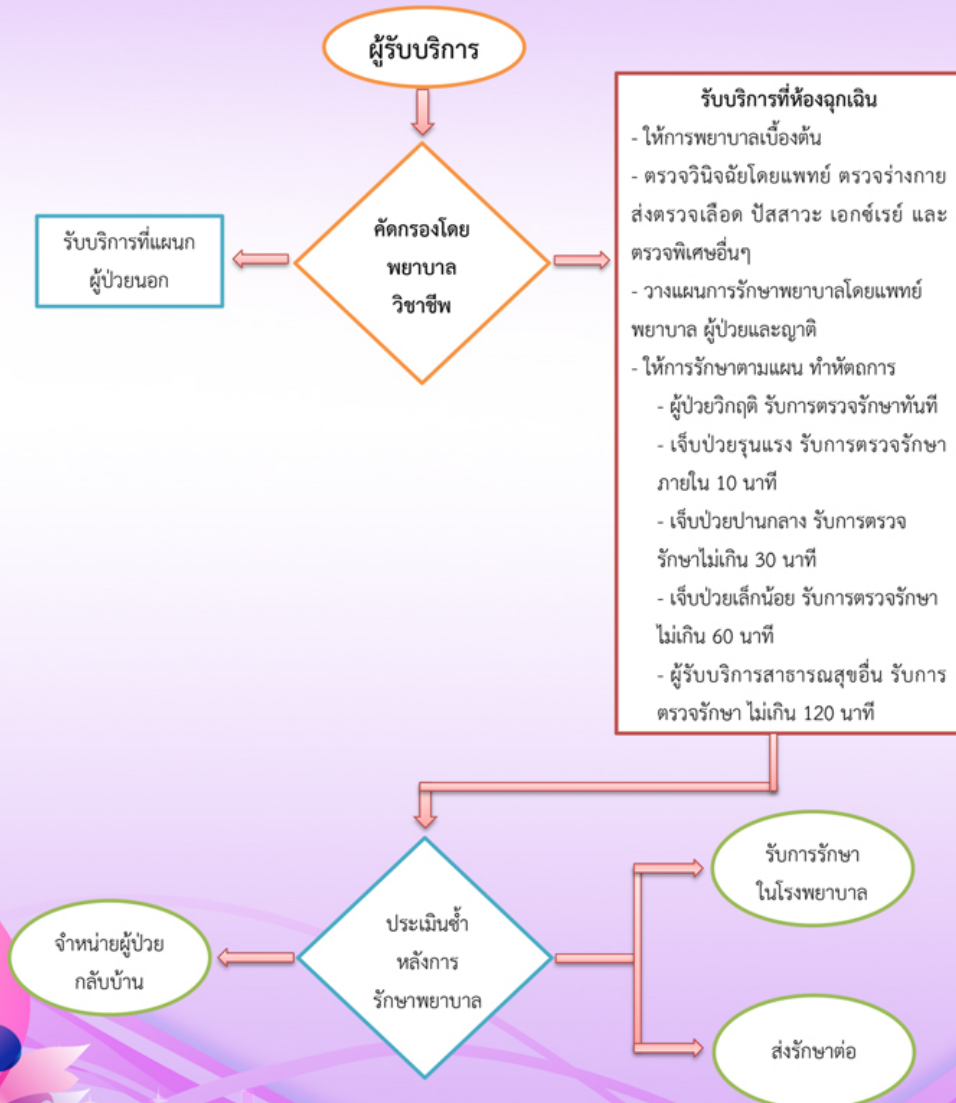 ผู้รับบริการ
คัดกรองโดย
พยาบาล
วิชาชีพ
รับบริการที่แผนก
ผู้ป่วยนอก
รับบริการที่ห้องฉุกเฉิน
- ให้การพยาบาลเบื้องต้น
- ตรวจวินิจฉัยโดยแพทย์ ตรวจร่างกาย
ส่งตรวจเลือด ปัสสาวะ เอกซ์เรย์ และ
ตรวจพิเศษอื่นๆ
- วางแผนการรักษาพยาบาลโดยแพทย์
พยาบาล ผู้ป่วยและญาติ
- ให้การรักษาตามแผน ทำหัตถการ
- ผู้ป่วยวิกฤติ รับการตรวจรักษาทันที
- เจ็บป่วยรุนแรง รับการตรวจรักษา
ภายใน 10 นาที
- เจ็บป่วยปานกลาง รับการตรวจ
รักษาไม่เกิน 30 นาที
- เจ็บป่วยเล็กน้อย รับการตรวจรักษา
ไม่เกิน 60 นาที
- ผู้รับบริการสาธารณสุขอื่น รับการ
ตรวจรักษา ไม่เกิน 120 นาที
ประเมินซ้ำ
หลังการ
รักษาพยาบาล
จำหน่ายผู้ป่วย
กลับบ้าน
รับการรักษา
ในโรงพยาบาล
ส่งรักษาต่อ